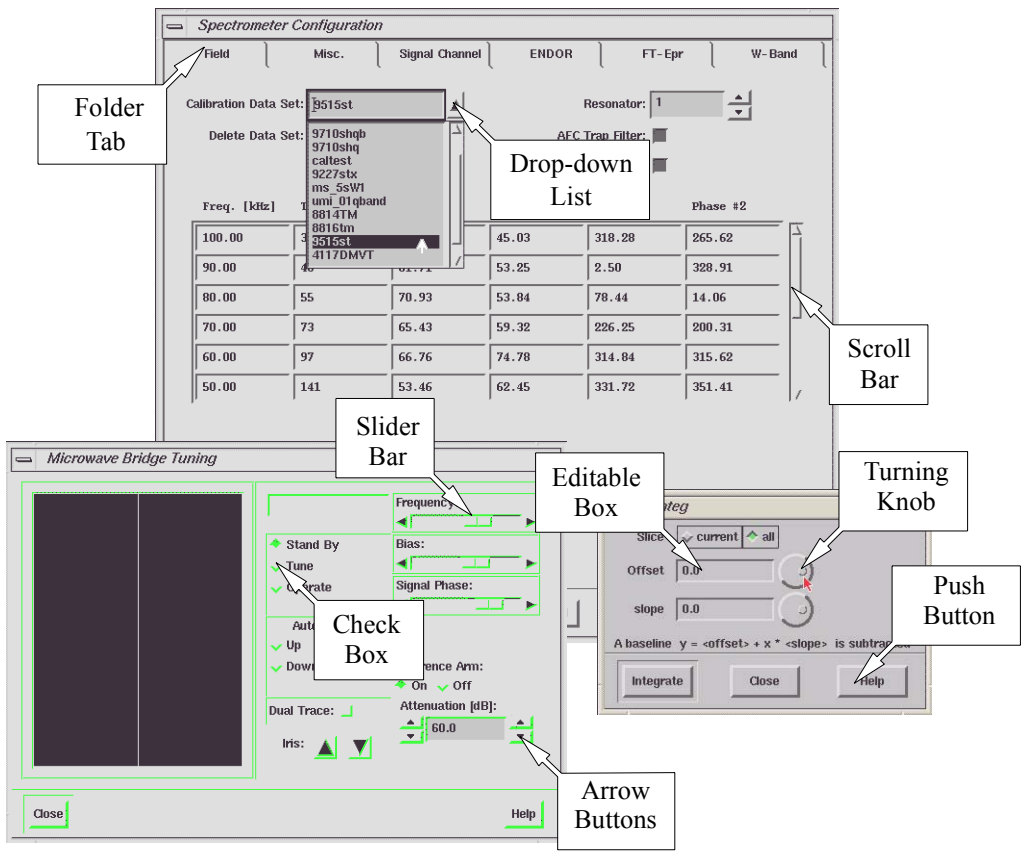 Spectrometer Configuration
Field Misc. Signal Channel ENDOR FT-Epr W-Band
Folder
Tab
Calibration Data Set: 9515st
Resonator: 1
Delete Data Set:
AFC Trap Filter:
9710shqb
9710shq
caltest
9227stx
ms_5sW1
umi_01qband
8814TM
8816tm
9515st
4117DMVT
Drop-down
List
Freq. [kHz] Phase #2
100.00 45.03 318.28 265.62
90.00 53.25 2.50 328.91
80.00 55 70.93 53.84 78.44 14.06
70.00 73 65.43 59.32 226.25 200.31
60.00 97 66.76 74.78 314.84 315.62
50.00 141 53.46 62.45 331.72 351.41
Scroll
Bar
Slider
Bar
Microwave Bridge Tuning
Frequency
Stand By
Tune
Bias:
Signal Phase:
Up
Down
Check
Box
Arm:
On Off
Dual Trace:
Attenuation [dB]:
60.0
Iris:
Close Help
Arrow
Buttons
Editable
Box
Turning
Knob
Slice current all
Offset 0.0
slope 0.0
A baseline y = <offset> + x * <slope> is subtracted
Integrate Close Help
Push
Button